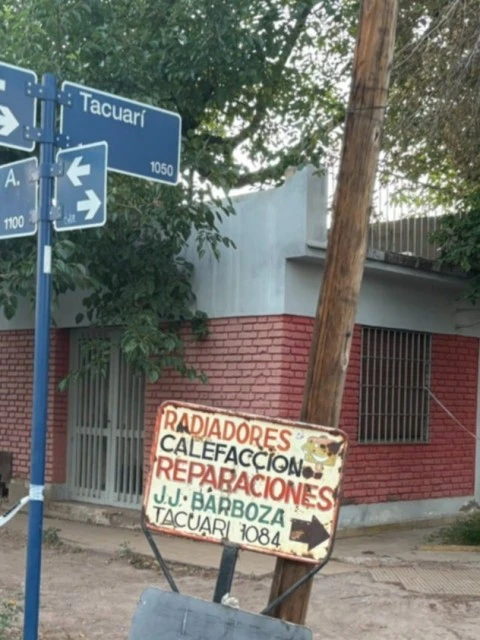 Tacuarí
1050
A.
1100
RADIADORES
CALEFACCION
REPARACIONES
J.J. BARBOZA
TACUARI 1084